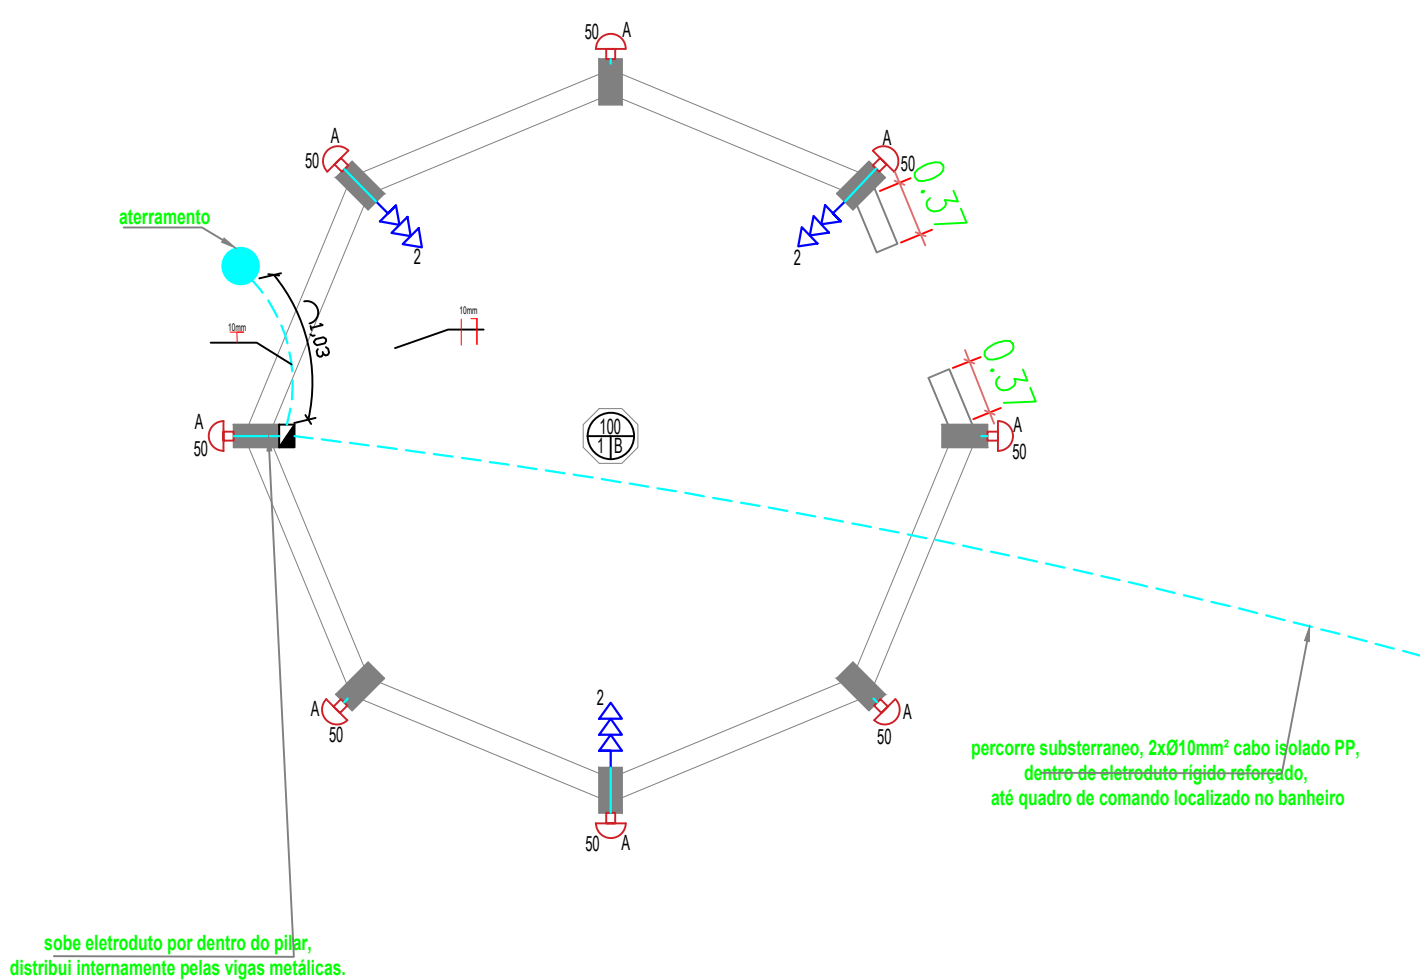 50 A
A
50
A
50
0.37
aterramento
2
2
10mm
10mm
1,03
0.37
A
50
100
1 B
A
50
2
A
50
A
50
percorre substerraneo, 2xØ10mm² cabo isolado PP,
dentro de eletroduto rígido reforçado,
até quadro de comando localizado no banheiro
50 A
sobe eletroduto por dentro do pilar,
distribui internamente pelas vigas metálicas.